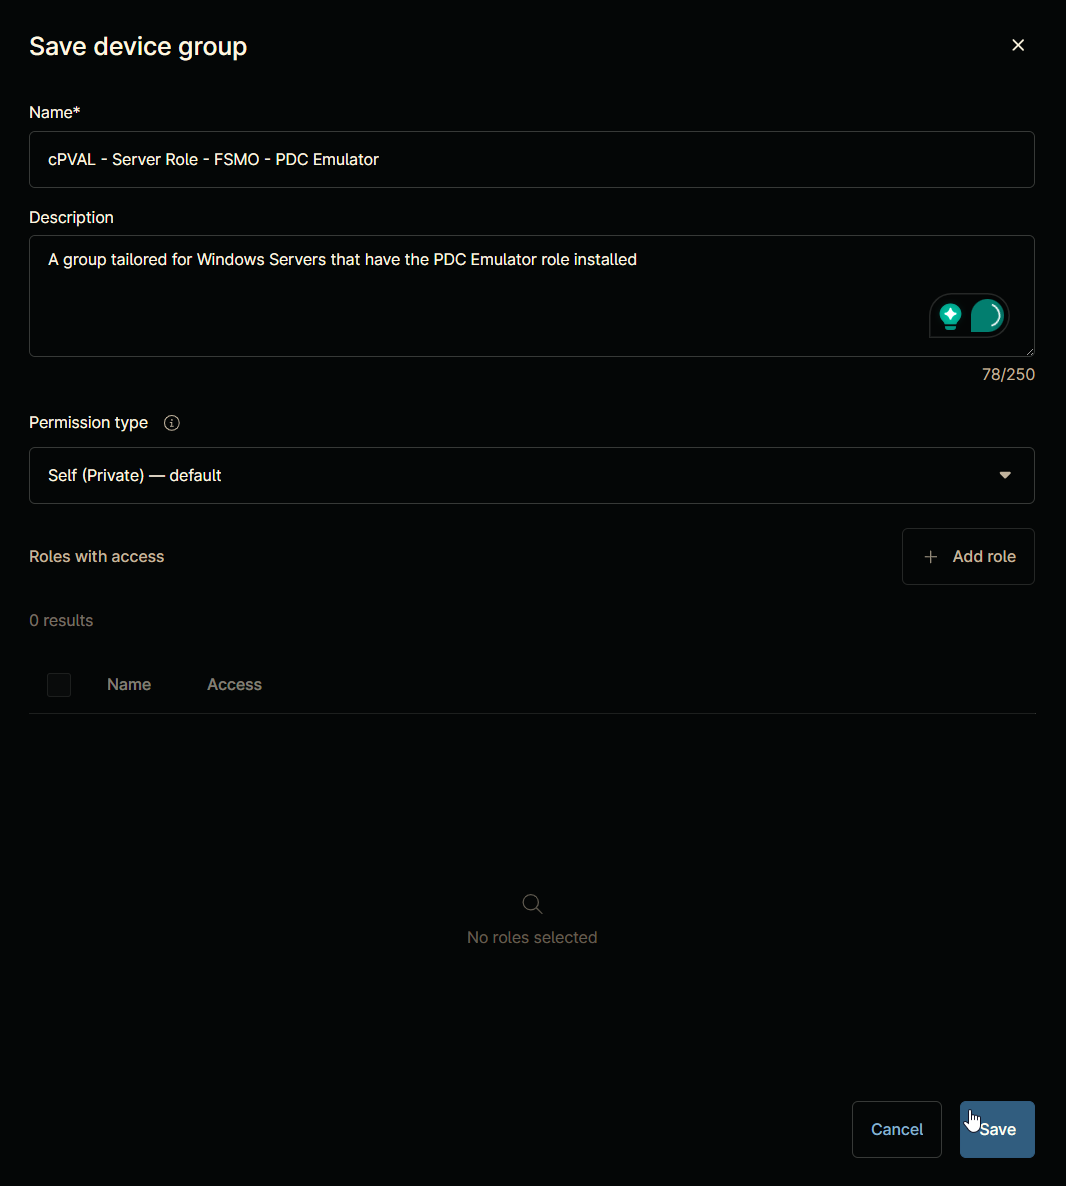 Save device group
Name*
cPVAL - Server Role - FSMO - PDC Emulator
Description
A group tailored for Windows Servers that have the PDC Emulator role installed
78/250
Permission type
Self (Private) — default
Roles with access
Add role
0 results
Name Access
No roles selected
Cancel Save